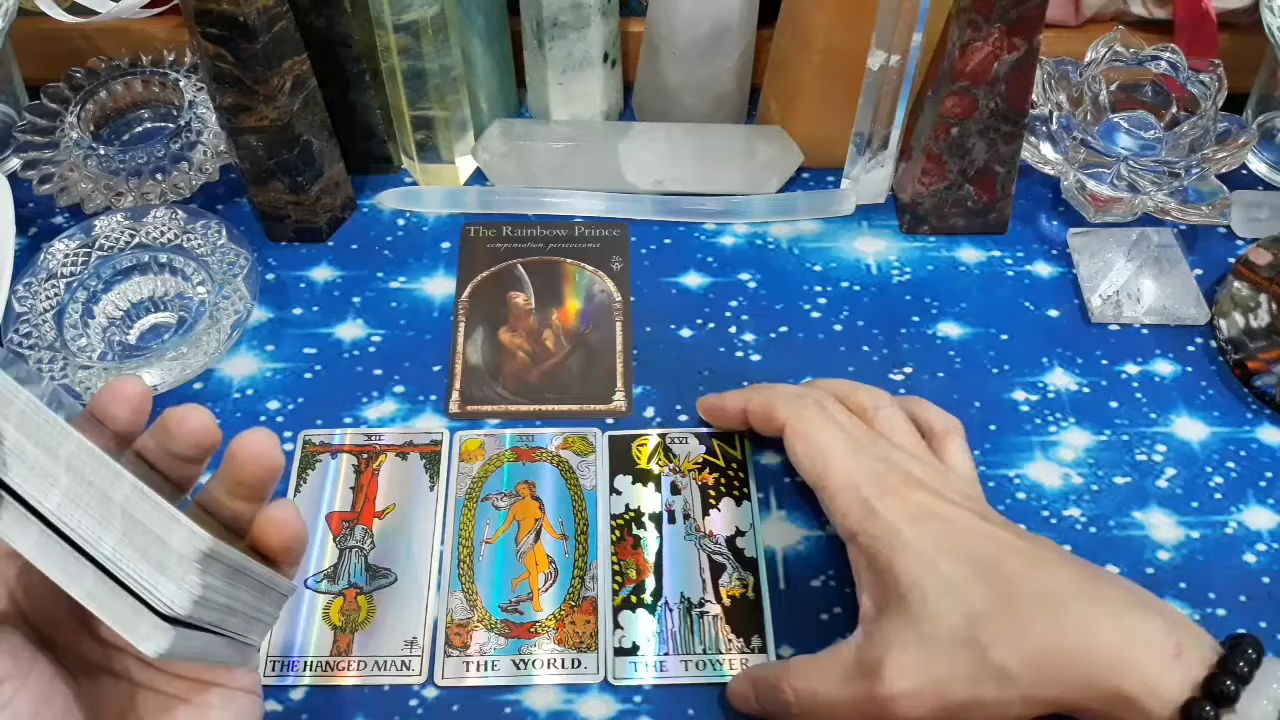 The Rainbow Prince
compensation, perseverance
26
XII
THE HANGED MAN.
XXI
THE WORLD.
XVI
THE TOWER